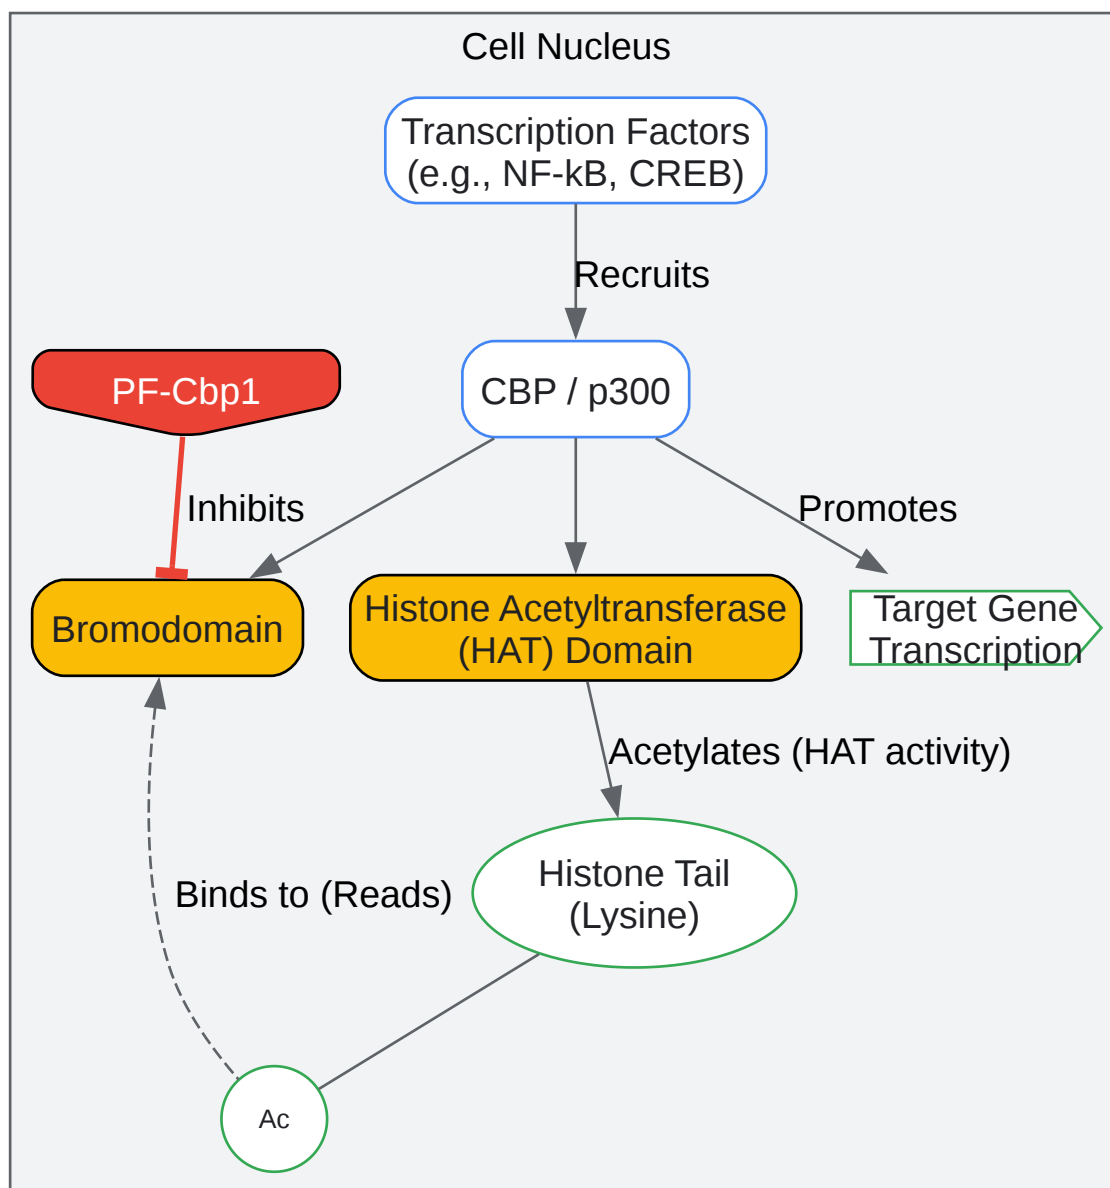 Cell Nucleus
Transcription Factors
(e.g., NF-kB, CREB)
Recruits
PF-Cbp1
CBP / p300
Inhibits
Promotes
Bromodomain
Histone Acetyltransferase
(HAT) Domain
Target Gene
Transcription
Acetylates (HAT activity)
Binds to (Reads)
Histone Tail
(Lysine)
Ac